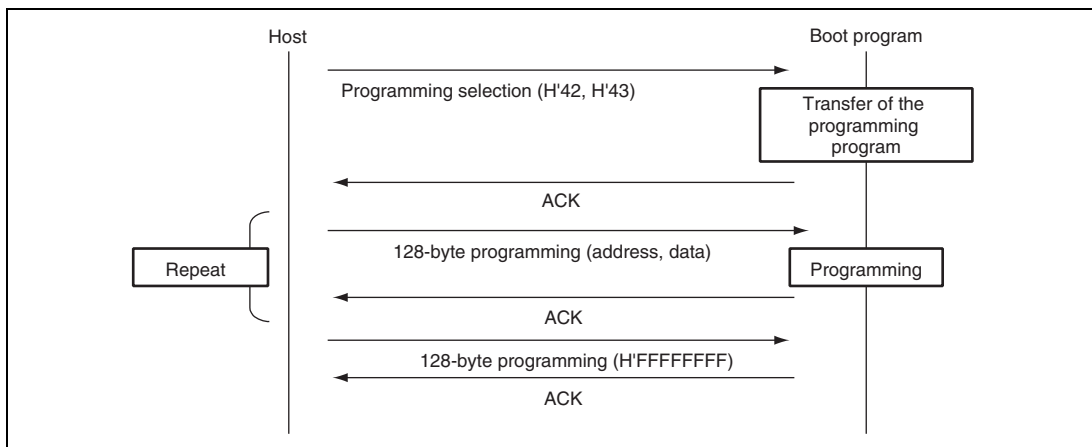 Host
Boot program
Programming selection (H'42, H'43)
Transfer of the
programming
program
ACK
128-byte programming (address, data)
Repeat
Programming
ACK
128-byte programming (H'FFFFFFFF)
ACK